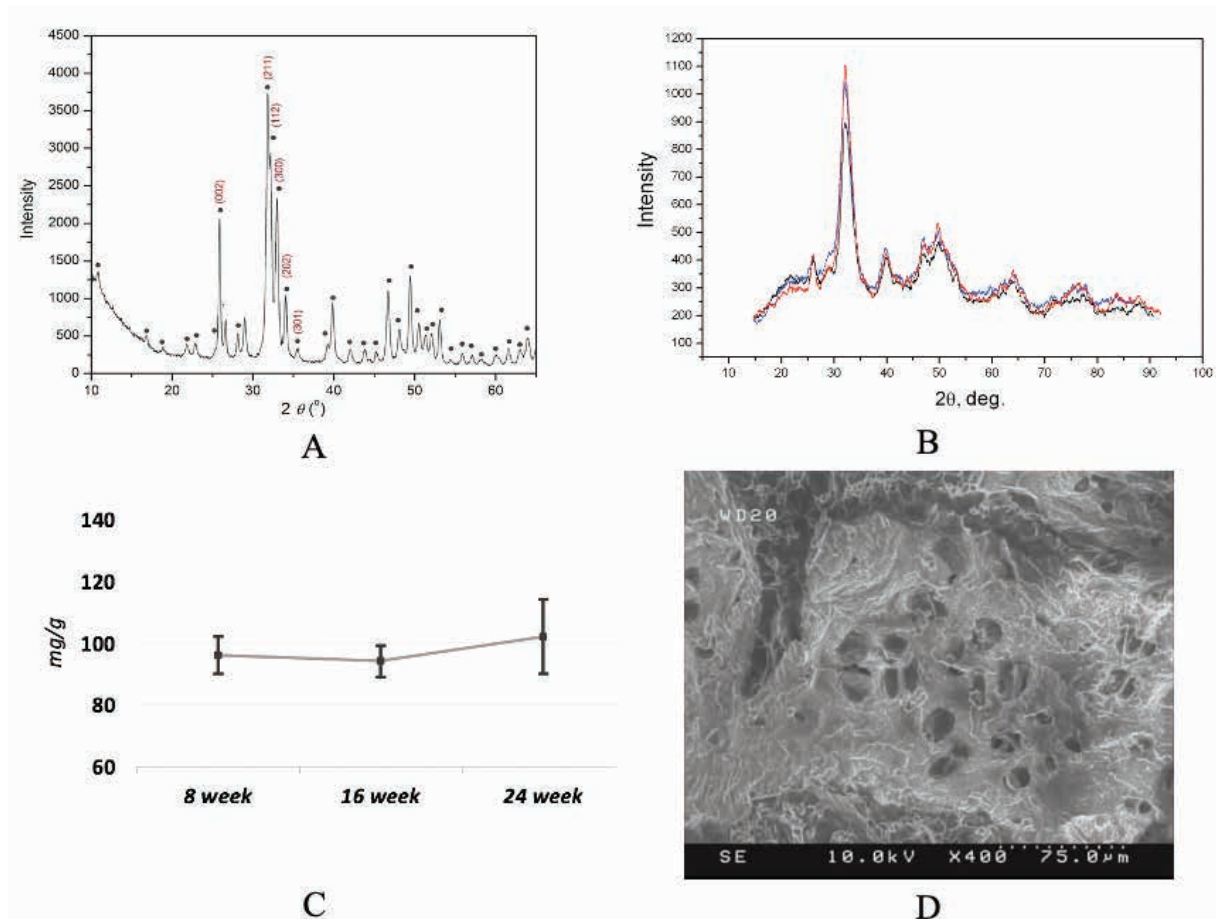 4500
4000
3500
3000
2500
2000
1500
1000
500
0
Intensity
(002)
(211)
(112)
(300)
(202)
(301)
10 20 30 40 50 60
2 θ (°)
A
1200
1100
1000
900
800
700
600
500
400
300
200
100
Intensity
0 10 20 30 40 50 60 70 80 90 100
2θ, deg.
B
140
120
100
80
60
mg/g
8 week 16 week 24 week
C
WD20
SE 10.0kV X400 75.0µm
D